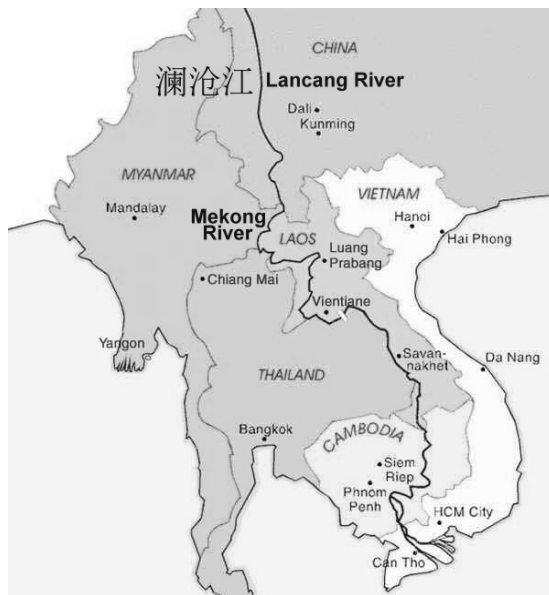 CHINA
澜沧江 Lancang River
Dali
Kunming
MYANMAR
VIETNAM
Mandalay
Mekong
River
Hanoi
Hai Phong
LAOS
Luang
Prabang
Chiang Mai
Vientiane
Yangon
Savan-
nakhet
Da Nang
THAILAND
Bangkok
CAMBODIA
Siem
Riep
Phnom
Penh
HCM City
Can Tho